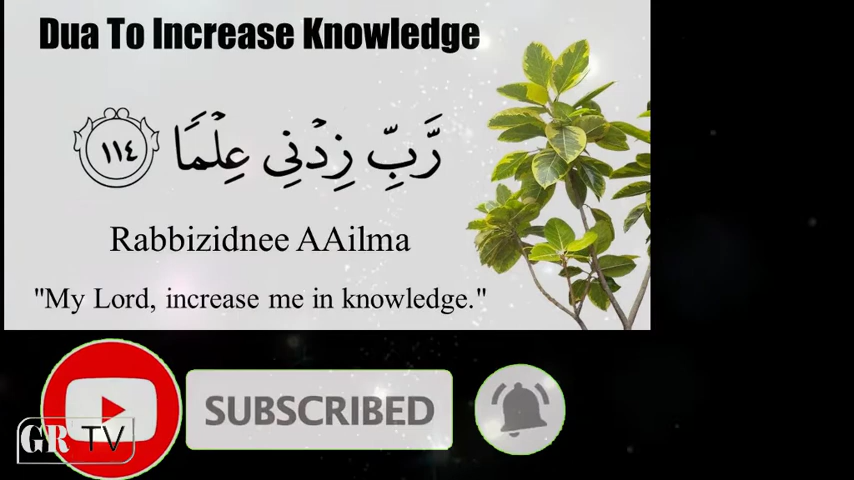 Dua To Increase Knowledge
رَّبِّ زِدْنِي عِلْمًا ١١٤
Rabbizidnee AAilma
"My Lord, increase me in knowledge."
SUBSCRIBED
GR TV